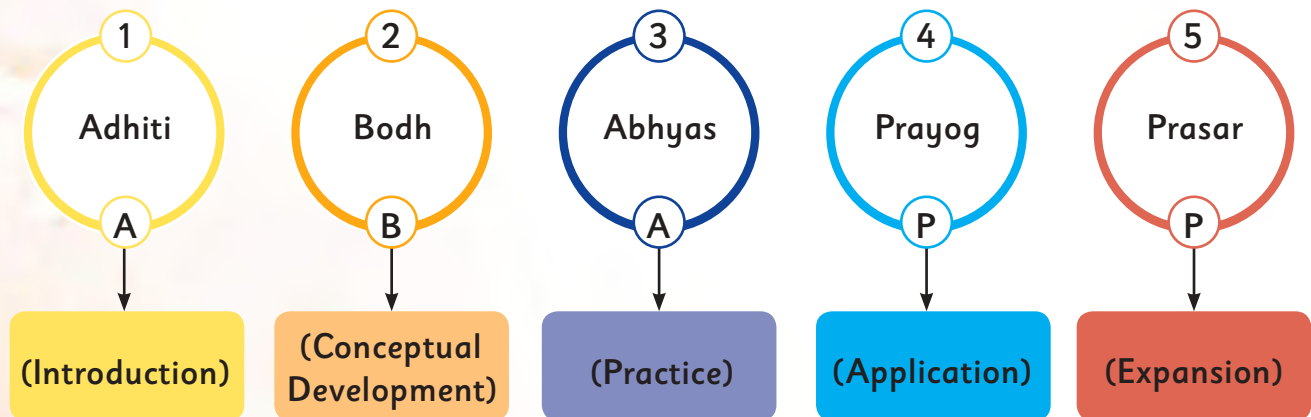 1 2 3 4 5
Adhiti Bodh Abhyas Prayog Prasar
A B A P P
(Introduction)
(Conceptual
Development)
(Practice)
(Application)
(Expansion)